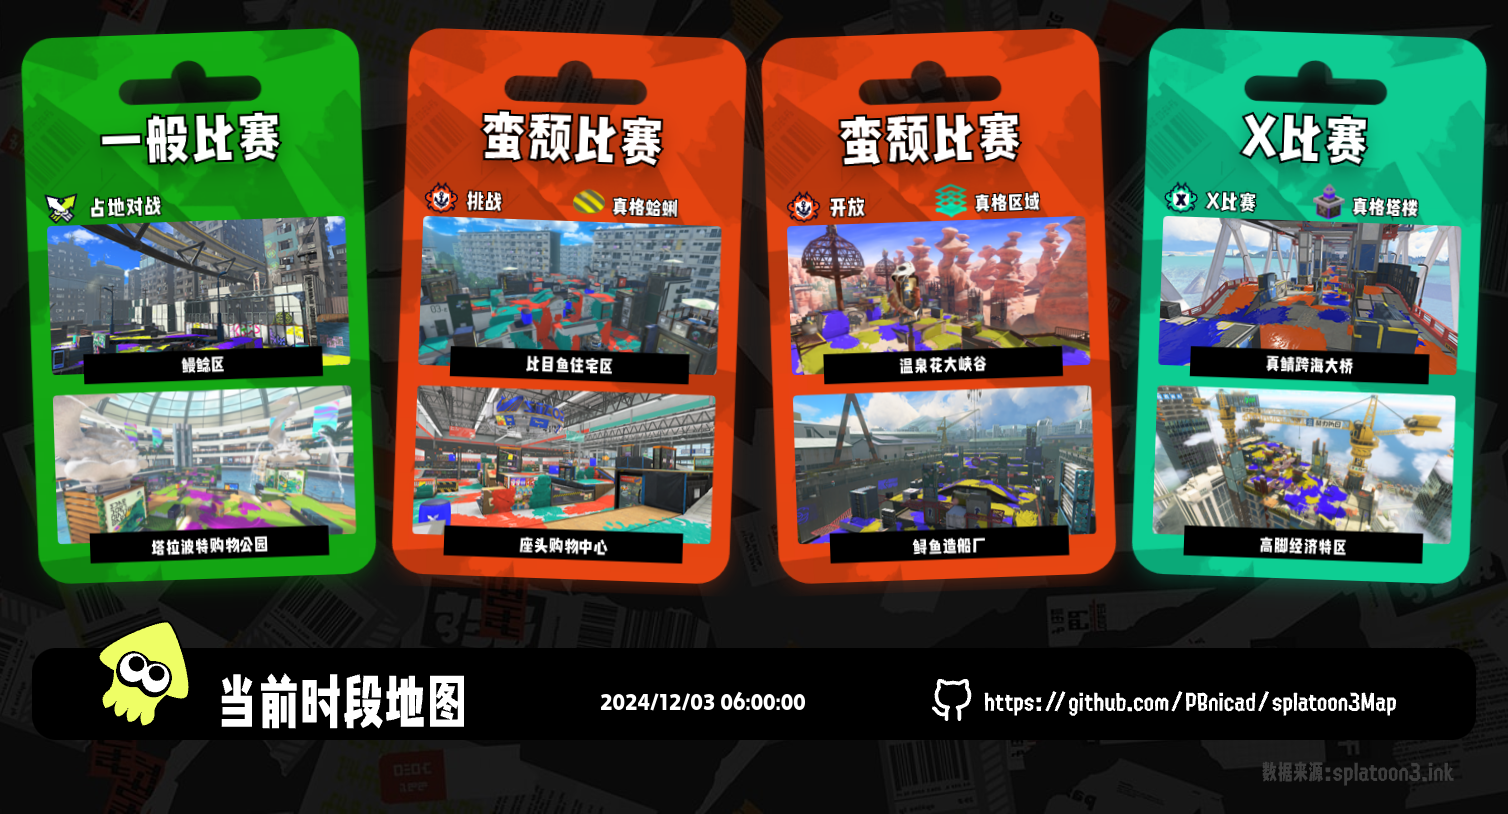 一般比赛
占地对战
鳗鲶区
塔拉波特购物公园
蛮颓比赛
挑战
真格蛤蜊
比目鱼住宅区
座头购物中心
蛮颓比赛
开放
真格区域
温泉花大峡谷
鲟鱼造船厂
X比赛
X比赛
真格塔楼
真鲭跨海大桥
高脚经济特区
当前时段地图
2024/12/03 06:00:00
https://github.com/PBnicad/splatoon3Map
数据来源:splatoon3.ink